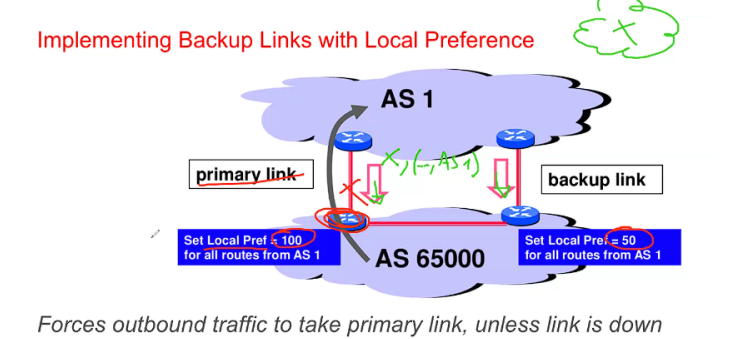 Implementing Backup Links with Local Preference
X
AS 1
X, (-, AS1)
primary link
backup link
Set Local Pref = 100
for all routes from AS 1
Set Local Pref = 50
for all routes from AS 1
AS 65000
Forces outbound traffic to take primary link, unless link is down